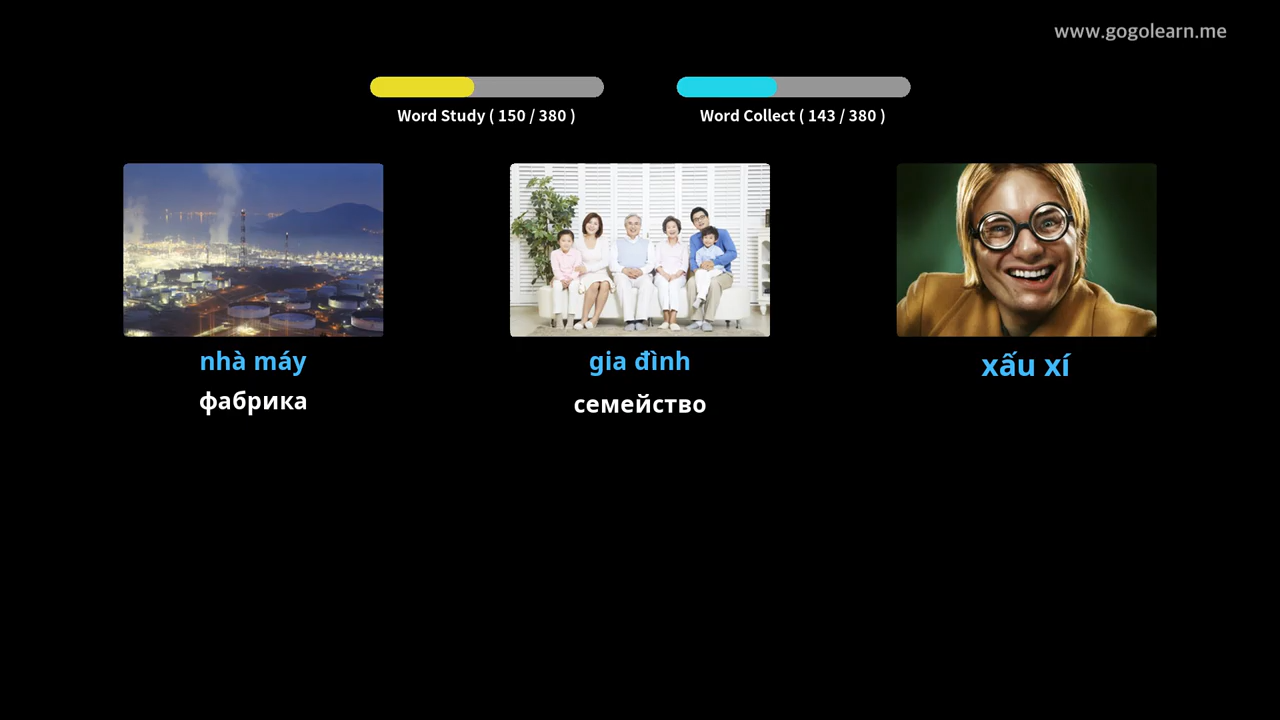 www.gogolearn.me
Word Study ( 150 / 380 )
Word Collect ( 143 / 380 )
nhà máy
фабрика
gia đình
семейство
xấu xí